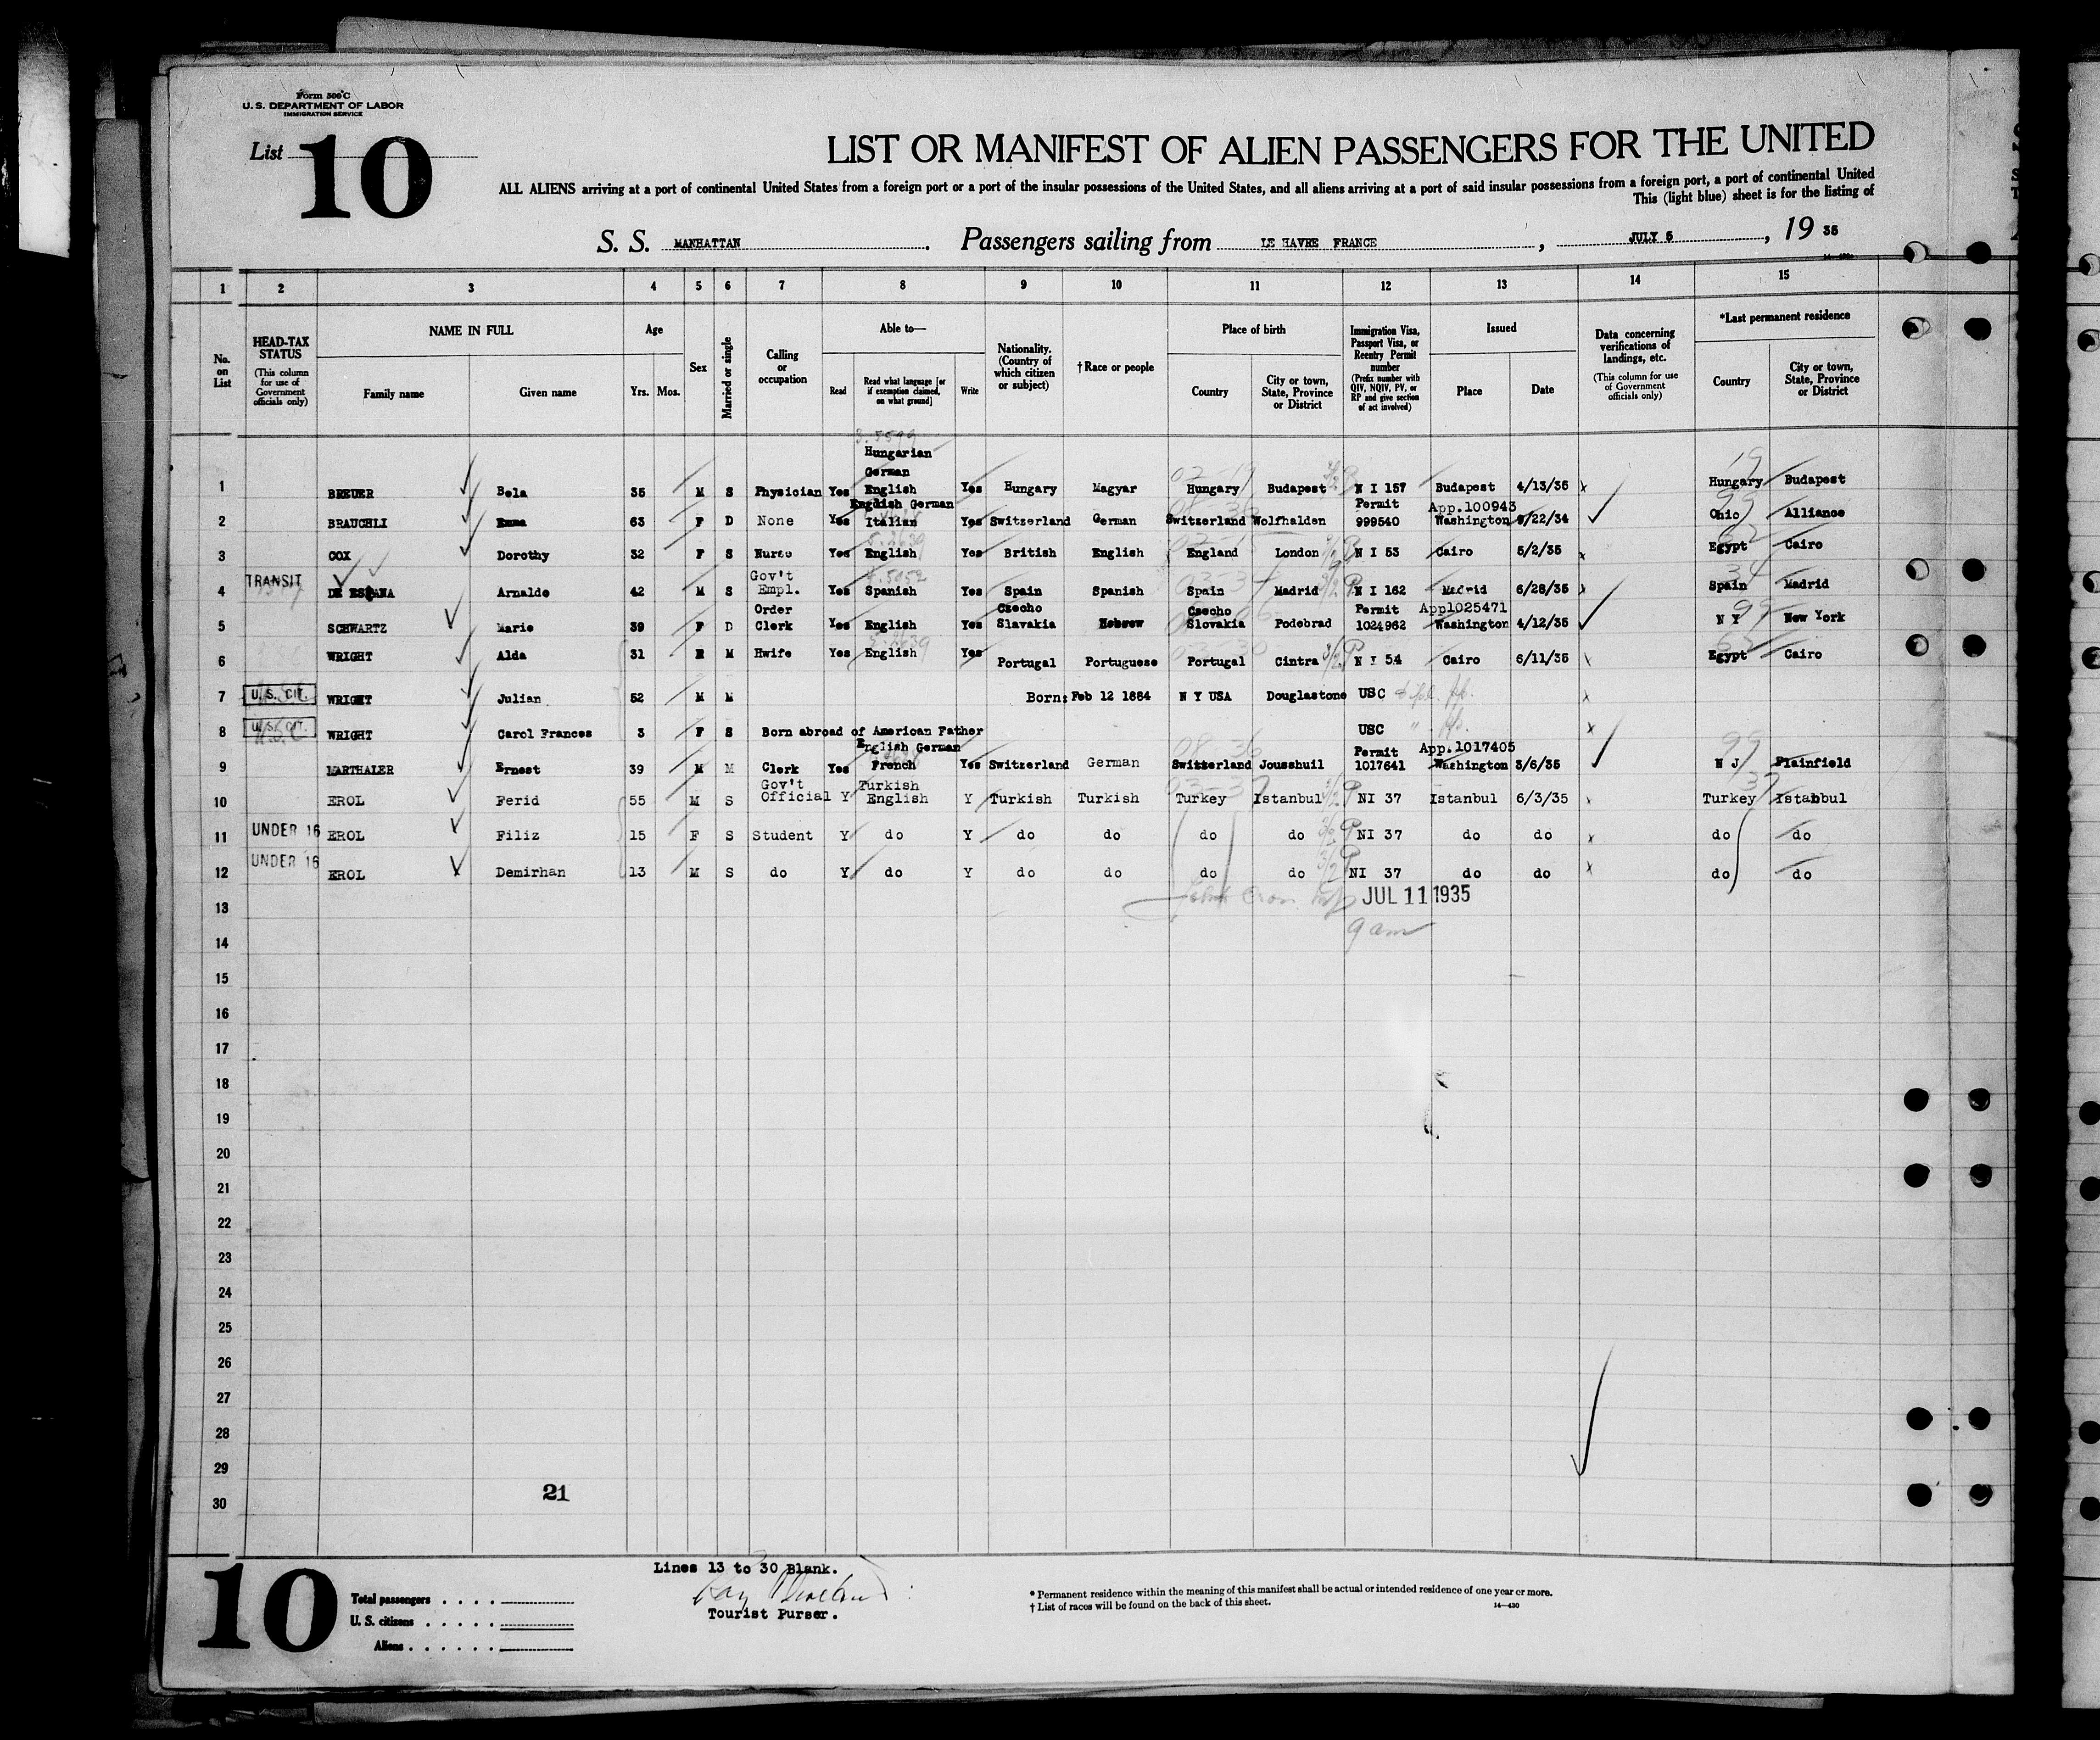 Form 500 C
U. S. DEPARTMENT OF LABOR
IMMIGRATION SERVICE
List 10
LIST OR MANIFEST OF ALIEN PASSENGERS FOR THE UNITED
ALL ALIENS arriving at a port of continental United States from a foreign port or a port of the insular possessions of the United States, and all aliens arriving at a port of said insular possessions from a foreign port, a port of continental United
This (light blue) sheet is for the listing of
S. S. MANHATTAN. Passengers sailing from LE HAVRE FRANCE, JULY 5, 19 35
1 2 3 4 5 6 7 8 9 10 11 12 13 14 15
No. on List
HEAD-TAX STATUS (This column for use of Government officials only)
NAME IN FULL Family name Given name
Age Yrs. Mos.
Sex
Married or single
Calling or occupation
Able to— Read Read what language [or if exemption claimed, on what ground] Write
Nationality. (Country of which citizen or subject)
† Race or people
Place of birth Country City or town, State, Province or District
Immigration Visa, Passport Visa, or Reentry Permit number (Prefix number with QIV, NQIV, PV, or RP and give section of act involved)
Issued Place Date
Data concerning verifications of landings, etc. (This column for use of Government officials only)
*Last permanent residence Country City or town, State, Province or District
1 BREUER Bela 35 M S Physician Yes Hungarian German English Yes Hungary Magyar Hungary Budapest N I 157 Budapest 4/13/35 x Hungary Budapest
2 BRAUCHLI Emma 63 F D None Yes English German Italian Yes Switzerland German Switzerland Wolfhalden Permit 999540 App.100943 Washington 5/22/34 Ohio Alliance
3 COX Dorothy 32 F S Nurse Yes English Yes British English England London N I 53 Cairo 5/2/35 x Egypt Cairo
4 TRANSIT DE ESPANA Arnaldo 42 M S Gov't Empl. Yes Spanish Yes Spain Spanish Spain Madrid N I 162 Madrid 6/28/35 x Spain Madrid
5 SCHWARTZ Marie 39 F D Order Clerk Yes English Yes Czecho Slavakia Hebrew Czecho Slovakia Podebrad Permit 1024962 App1025471 Washington 4/12/35 N Y New York
6 WRIGHT Alda 31 F M Hwife Yes English Yes Portugal Portuguese Portugal Cintra N I 54 Cairo 6/11/35 x Egypt Cairo
7 U.S. CIT. WRIGHT Julian 52 M M Born: Feb 12 1884 N Y USA Douglastone USC x
8 U.S. CIT. WRIGHT Carol Frances 3 F S Born abroad of American Father USC x
9 MARTHALER Ernest 39 M M Clerk Yes English German French Yes Switzerland German Switzerland Jousshuil Permit 1017641 App.1017405 Washington 3/6/35 N J Plainfield
10 EROL Ferid 55 M S Gov't Official Y Turkish English Y Turkish Turkish Turkey Istanbul NI 37 Istanbul 6/3/35 x Turkey Istabbul
11 UNDER 16 EROL Filiz 15 F S Student Y do Y do do do do NI 37 do do x do do
12 UNDER 16 EROL Demirhan 13 M S do Y do Y do do do do NI 37 do do x do do
13 JUL 11 1935
14 9 am
15
16
17
18
19
20
21
22
23
24
25
26
27
28
29
30 21
Lines 13 to 30 Blank.
Tourist Purser.
10
Total passengers
U. S. citizens
Aliens
* Permanent residence within the meaning of this manifest shall be actual or intended residence of one year or more.
† List of races will be found on the back of this sheet.
14—430